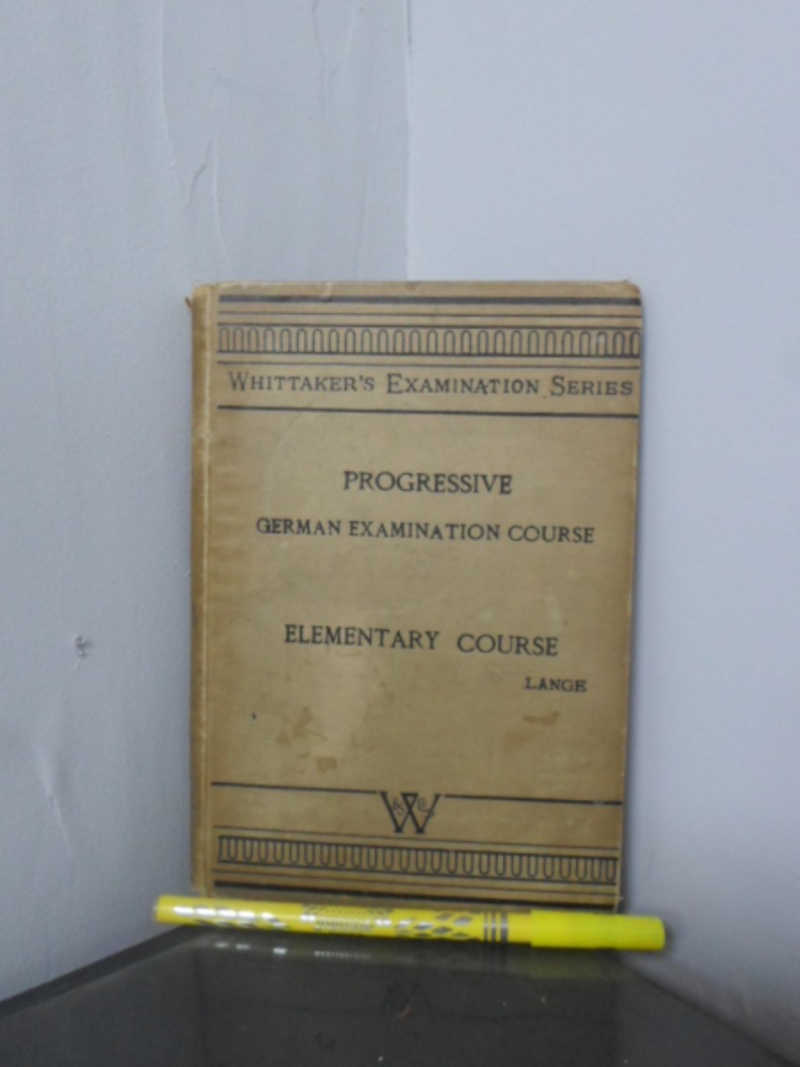 WHITTAKER'S EXAMINATION SERIES
PROGRESSIVE
GERMAN EXAMINATION COURSE
ELEMENTARY COURSE
LANGE
W